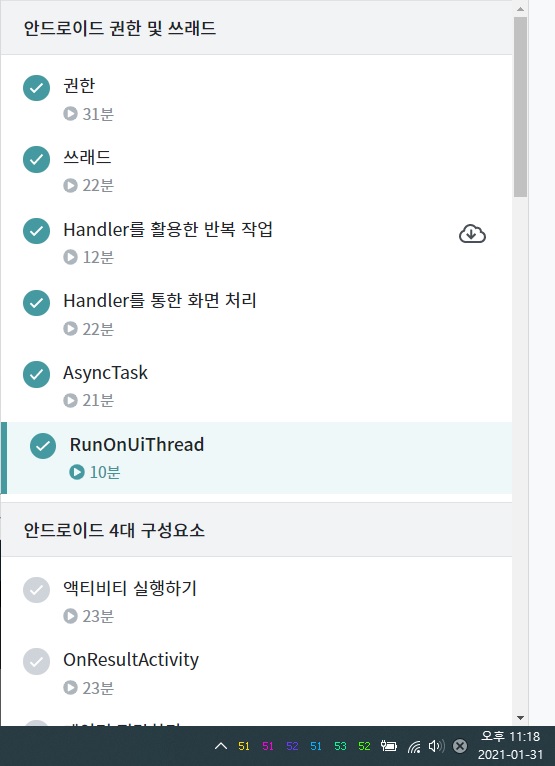 안드로이드 권한 및 쓰레드
권한
31분
쓰레드
22분
Handler를 활용한 반복 작업
12분
Handler를 통한 화면 처리
22분
AsyncTask
21분
RunOnUiThread
10분
안드로이드 4대 구성요소
액티비티 실행하기
23분
OnResultActivity
23분
51 51 52 51 53 52
오후 11:18
2021-01-31